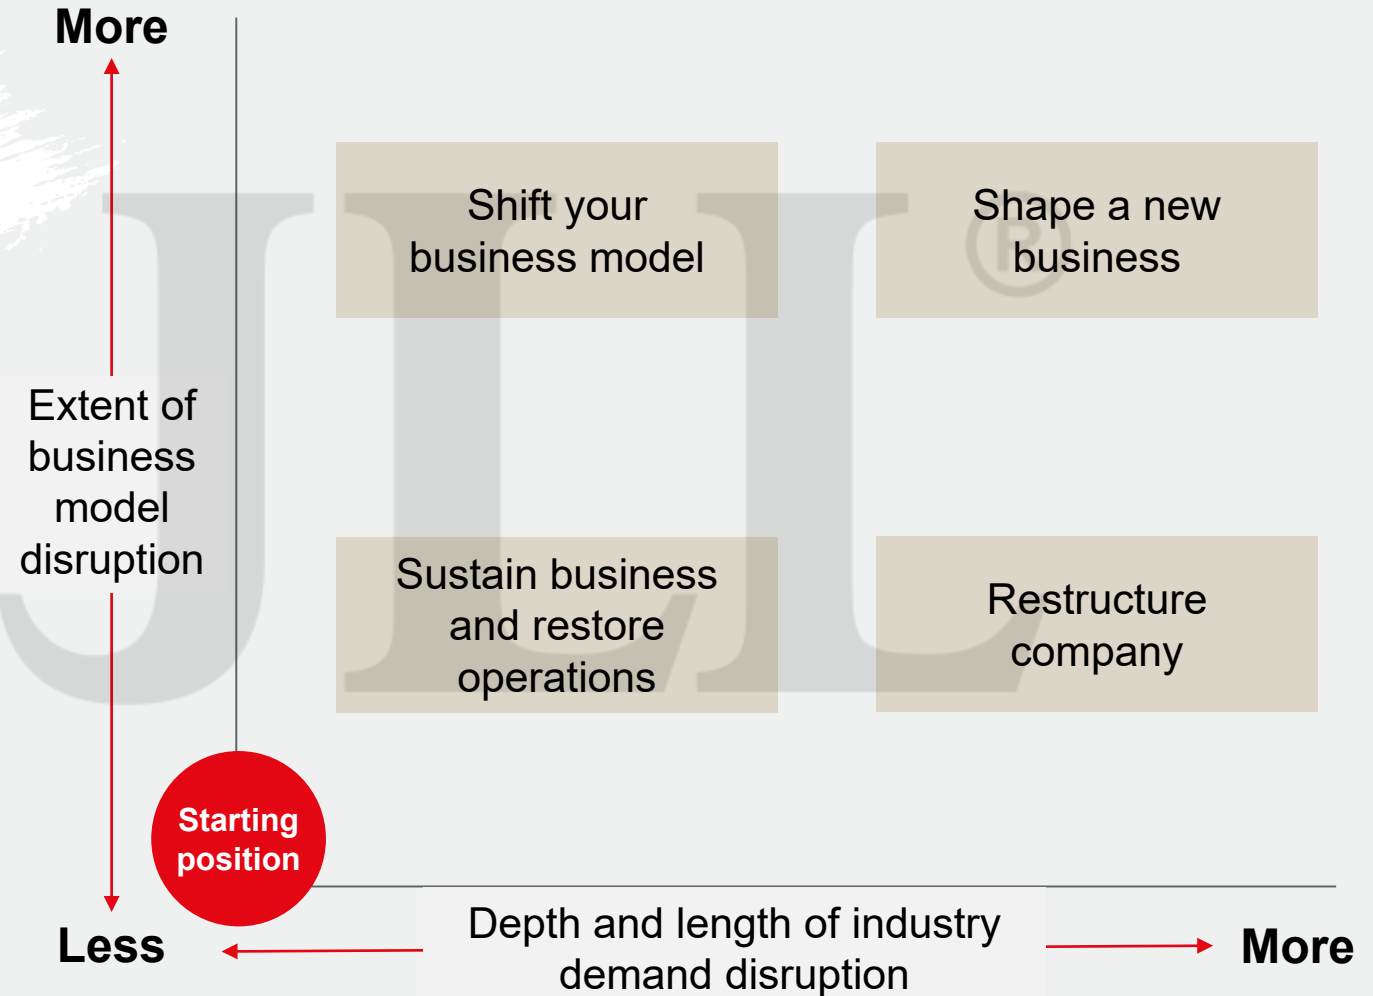 More
Shift your
business model
Shape a new
business
Extent of
business
model
disruption
Sustain business
and restore
operations
Restructure
company
Starting
position
Less
Depth and length of industry
demand disruption
More
JLL®